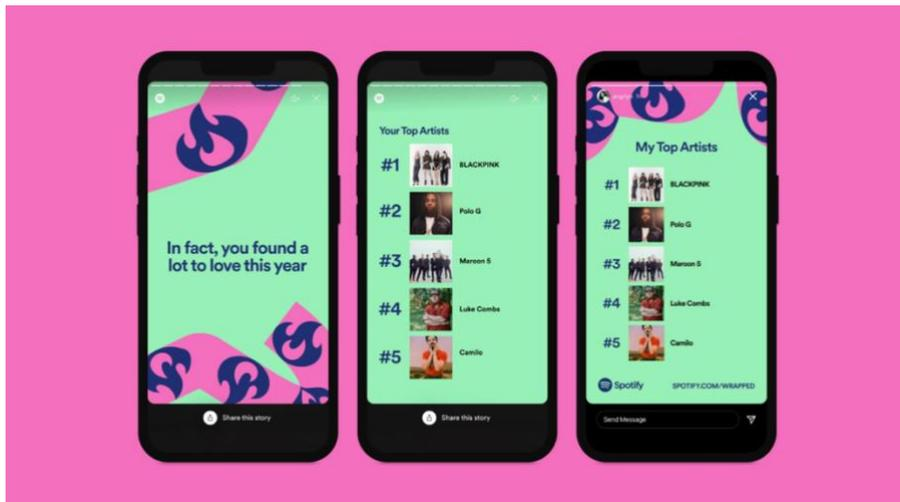 In fact, you found a
lot to love this year
Share this story
Your Top Artists
#1 BLACKPINK
#2 Polo G
#3 Maroon 5
#4 Luke Combs
#5 Camilo
Share this story
My Top Artists
#1 BLACKPINK
#2 Polo G
#3 Maroon 5
#4 Luke Combs
#5 Camilo
Spotify SPOTIFY.COM/WRAPPED
Send Message